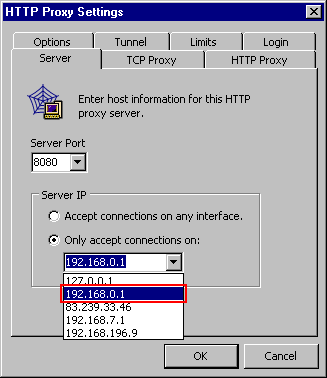 HTTP Proxy Settings
Options Tunnel Limits Login
Server TCP Proxy HTTP Proxy
Enter host information for this HTTP
proxy server.
Server Port
8080
Server IP
Accept connections on any interface.
Only accept connections on:
192.168.0.1
127.0.0.1
192.168.0.1
83.239.33.46
192.168.7.1
192.168.196.9
OK Cancel